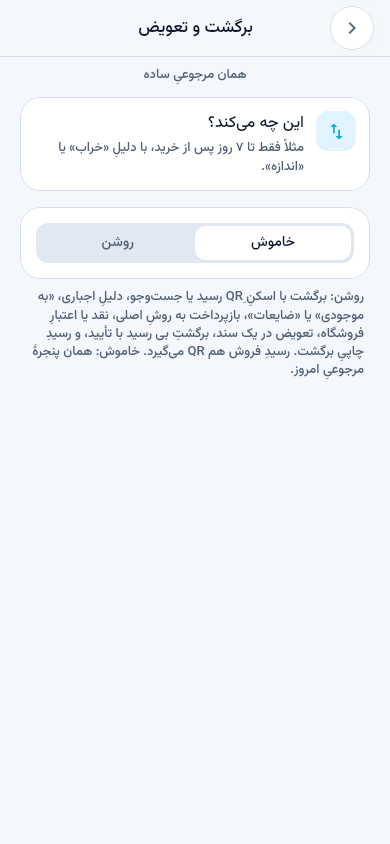 برگشت و تعویض
همان مرجوعیِ ساده
این چه می‌کند؟
مثلاً فقط تا ۷ روز پس از خرید، با دلیلِ «خراب» یا
«اندازه».
خاموش
روشن
روشن: برگشت با اسکنِ QR رسید یا جست‌وجو، دلیلِ اجباری، «به
موجودی» یا «ضایعات»، بازپرداخت به روشِ اصلی، نقد یا اعتبارِ
فروشگاه، تعویض در یک سند، برگشتِ بی رسید با تأیید، و رسیدِ
چاپیِ برگشت. رسیدِ فروش هم QR می‌گیرد. خاموش: همان پنجرهٔ
مرجوعیِ امروز.